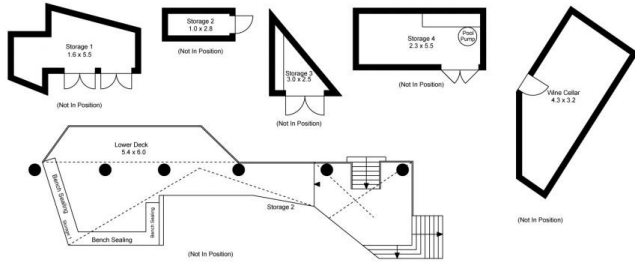 Storage 1
1.6 x 5.5
(Not In Position)
Storage 2
1.0 x 2.8
(Not In Position)
Storage 3
3.0 x 2.5
(Not In Position)
Storage 4
2.3 x 5.5
Pool
Pump
(Not In Position)
Wine Cellar
4.3 x 3.2
(Not In Position)
Lower Deck
5.4 x 6.0
Bench Sealing
Bench Sealing
Bench Sealing
Storage 2
(Not In Position)